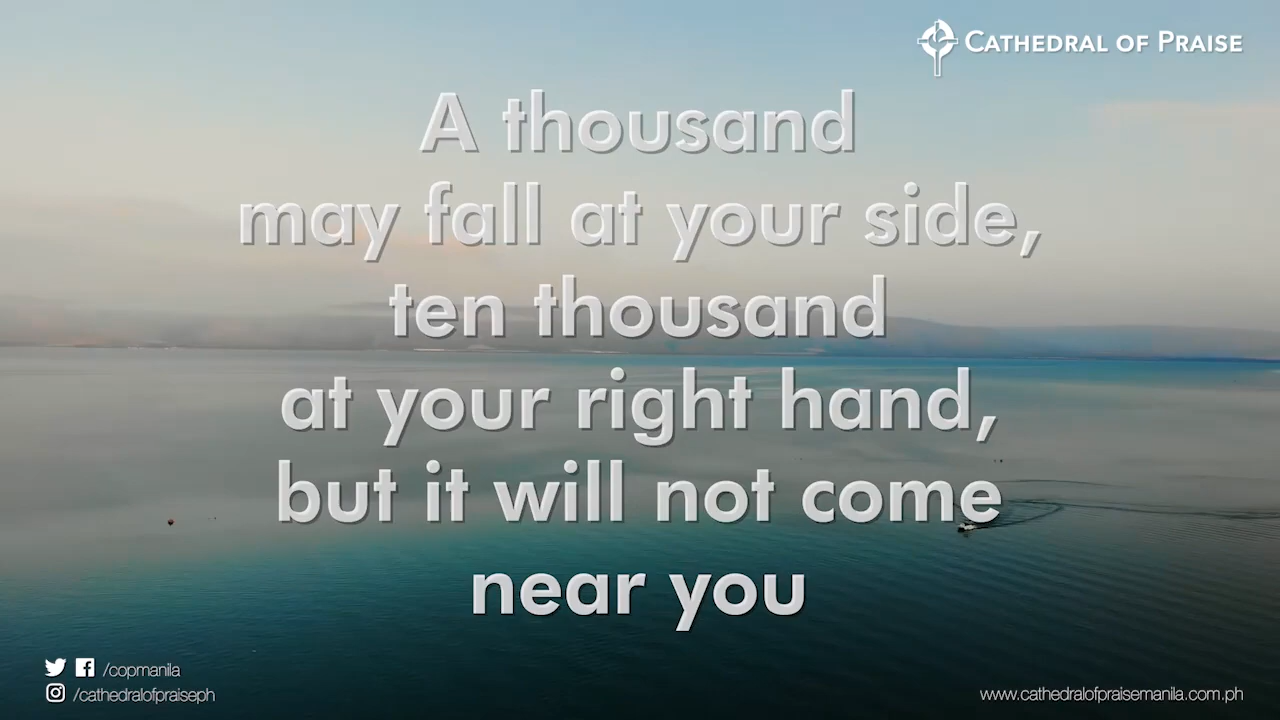 CATHEDRAL OF PRAISE
A thousand
may fall at your side,
ten thousand
at your right hand,
but it will not come
near you
/copmanila
/cathedralofpraiseph
www.cathedralofpraisemanila.com.ph